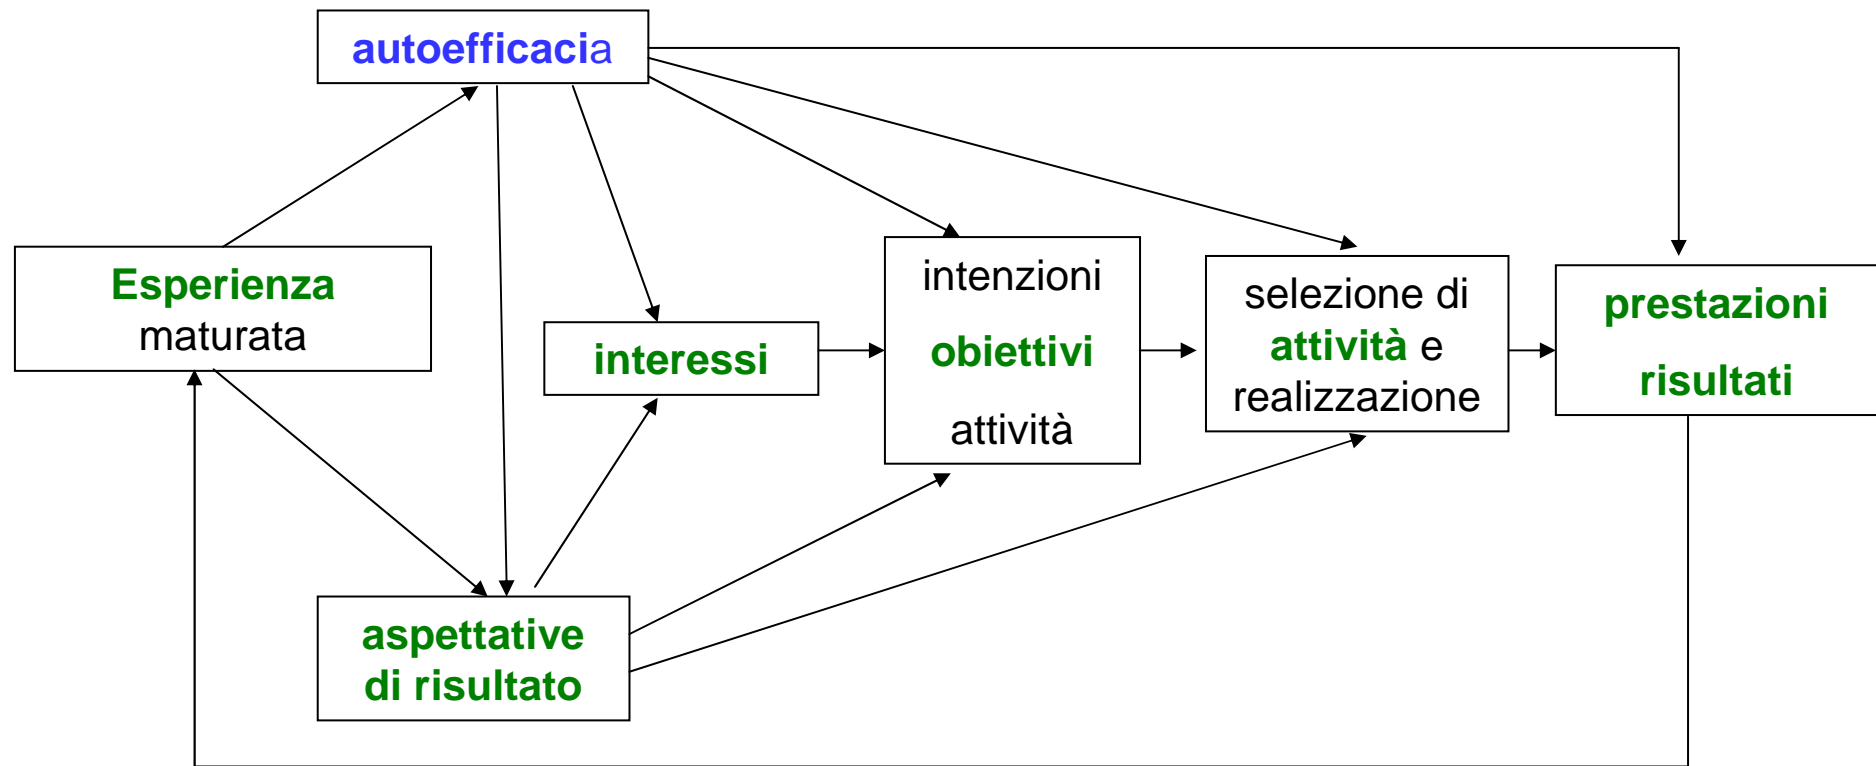 autoefficacia
Esperienza
maturata
interessi
intenzioni
obiettivi
attività
selezione di
attività e
realizzazione
prestazioni
risultati
aspettative
di risultato